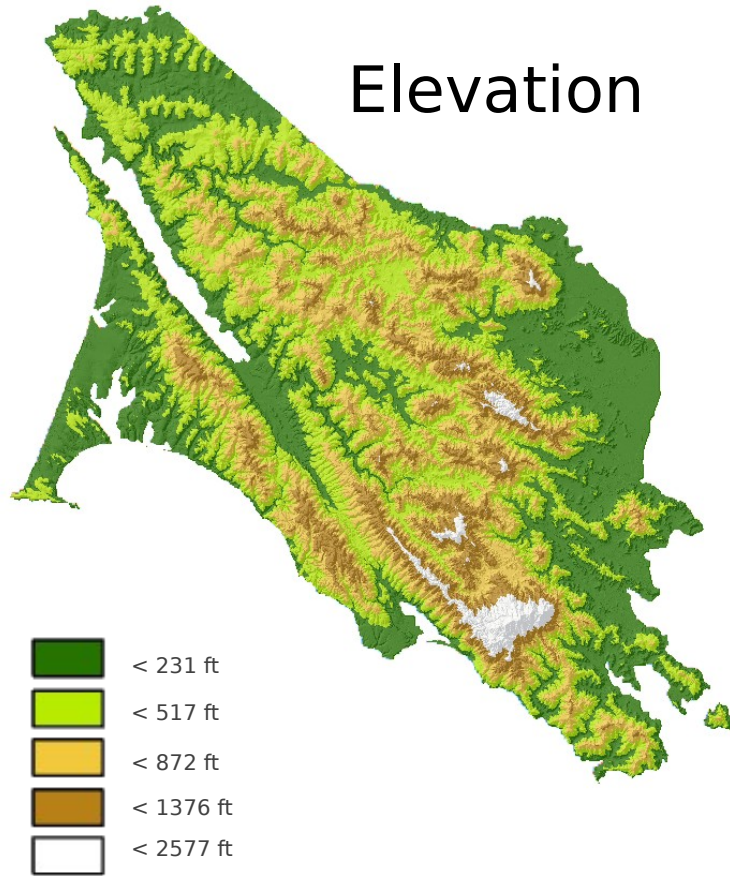 Elevation
< 231 ft
< 517 ft
< 872 ft
< 1376 ft
< 2577 ft